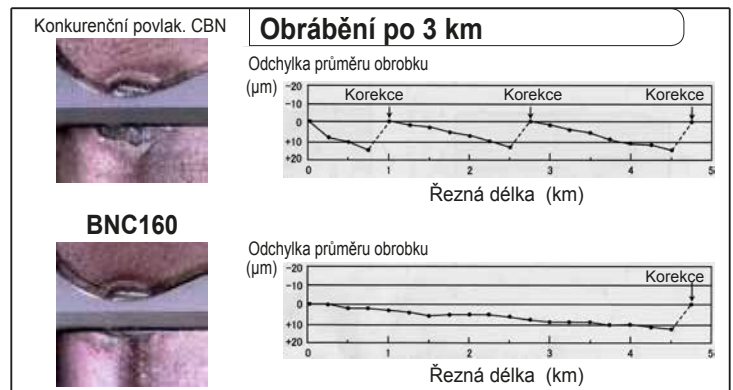 Konkurenční povlak. CBN
Obrábění po 3 km
Odchylka průměru obrobku
(µm)
-20
-10
0
+10
+20
Korekce Korekce Korekce
0 1 2 3 4 5
Řezná délka (km)
BNC160
Odchylka průměru obrobku
(µm)
-20
-10
0
+10
+20
Korekce
0 1 2 3 4 5
Řezná délka (km)